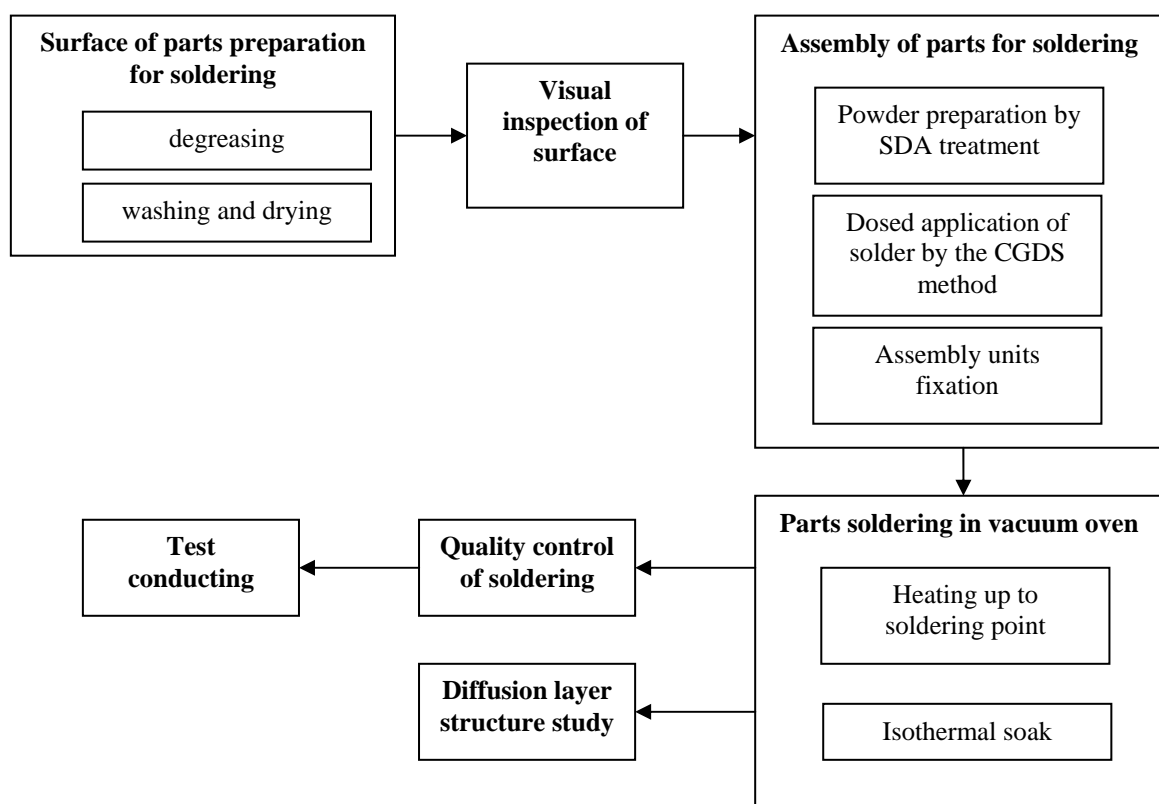 Surface of parts preparation
for soldering
degreasing
washing and drying
Visual
inspection of
surface
Assembly of parts for soldering
Powder preparation by
SDA treatment
Dosed application of
solder by the CGDS
method
Assembly units
fixation
Parts soldering in vacuum oven
Heating up to
soldering point
Isothermal soak
Quality control
of soldering
Test
conducting
Diffusion layer
structure study